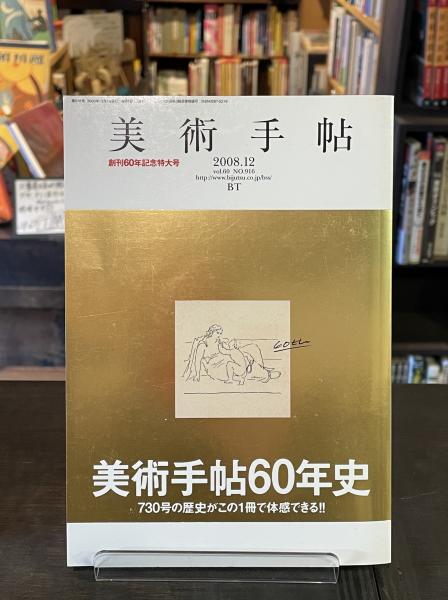 美術手帖
創刊60年記念特大号
2008.12
vol.60 NO.916
http://www.bijutsu.co.jp/bss/
BT
60th
美術手帖60年史
730号の歴史がこの1冊で体感できる!!